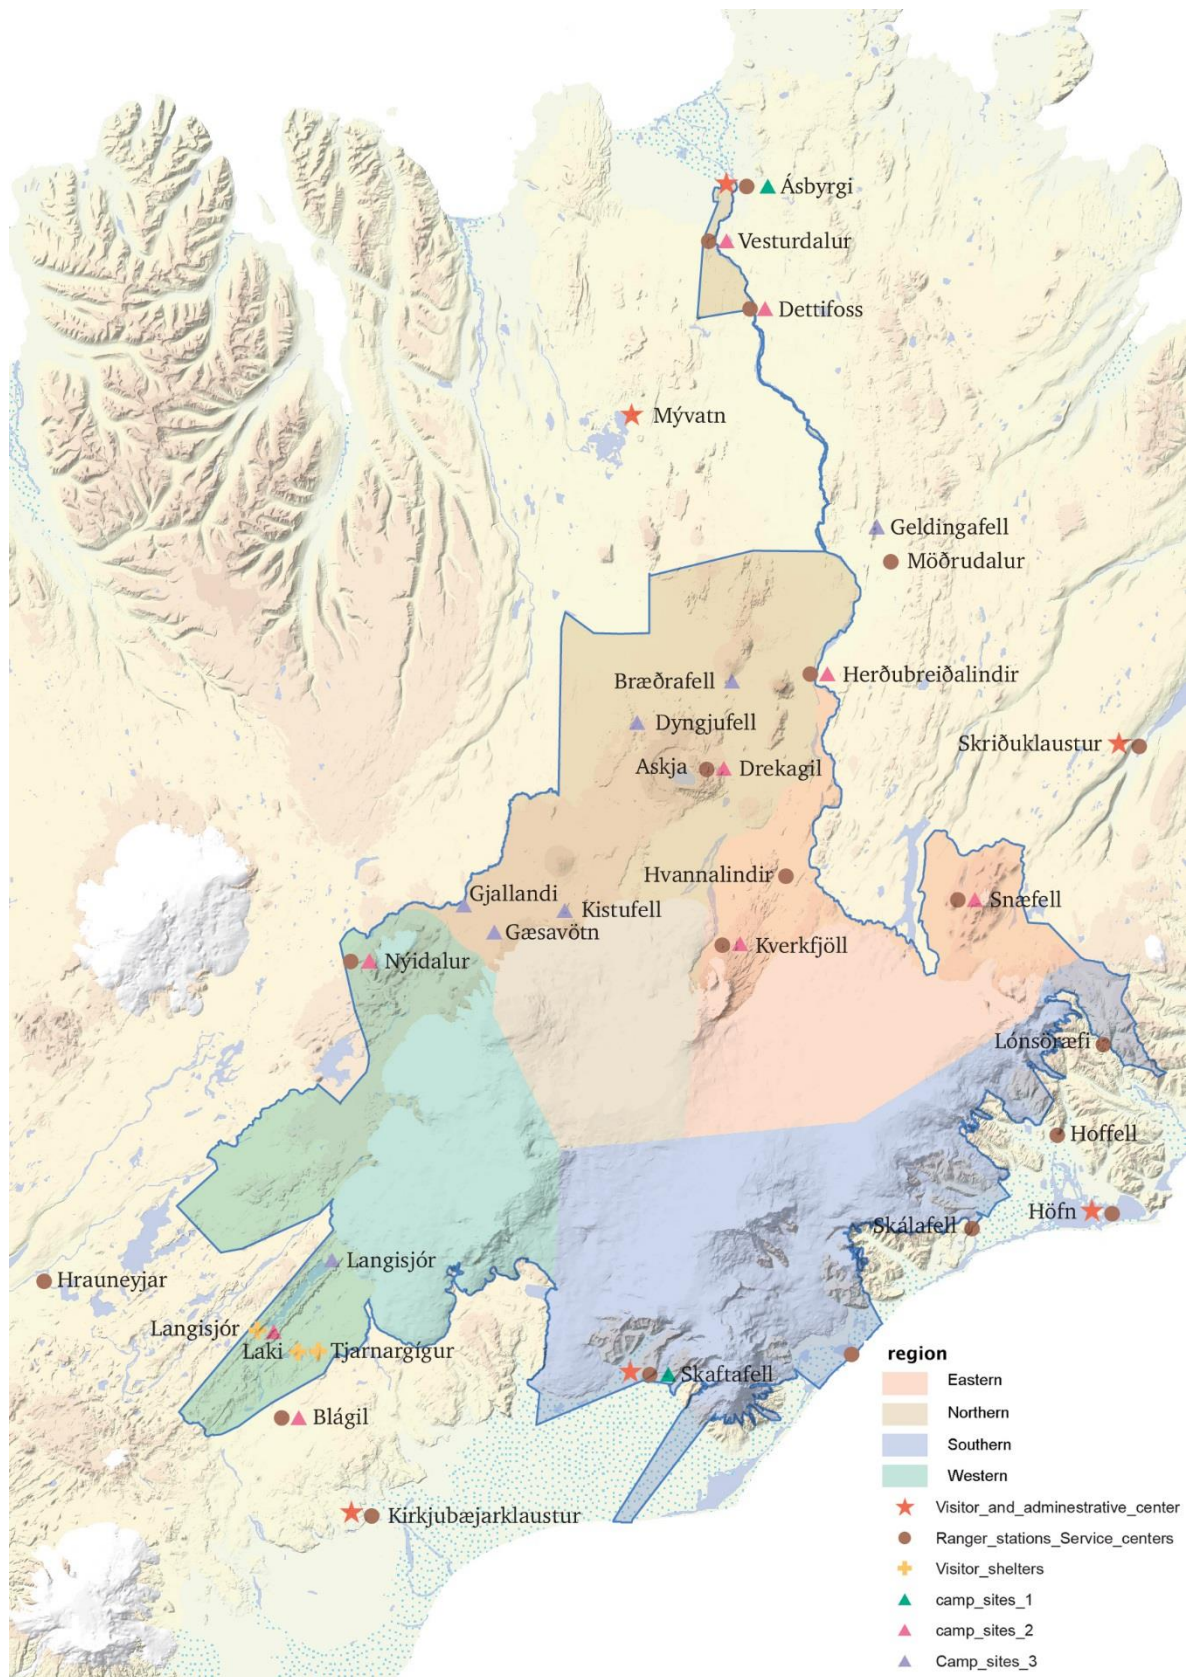 Ásbyrgi
Vesturdalur
Dettifoss
Mývatn
Geldingafell
Möðrudalur
Herðubreiðalindir
Bræðrafell
Dyngjufell
Skriðuklaustur
Askja
Drekagil
Hvannalindir
Gjallandi
Kistufell
Snæfell
Gæsavötn
Kverkfjöll
Nýidalur
Lónsöræfi
Hoffell
Höfn
Skálafell
Langisjór
Hrauneyjar
Langisjór
Laki
Tjarnargígur
Skaftafell
Blágil
Kirkjubæjarklaustur
region
Eastern
Northern
Southern
Western
Visitor_and_adminestrative_center
Ranger_stations_Service_centers
Visitor_shelters
camp_sites_1
camp_sites_2
Camp_sites_3